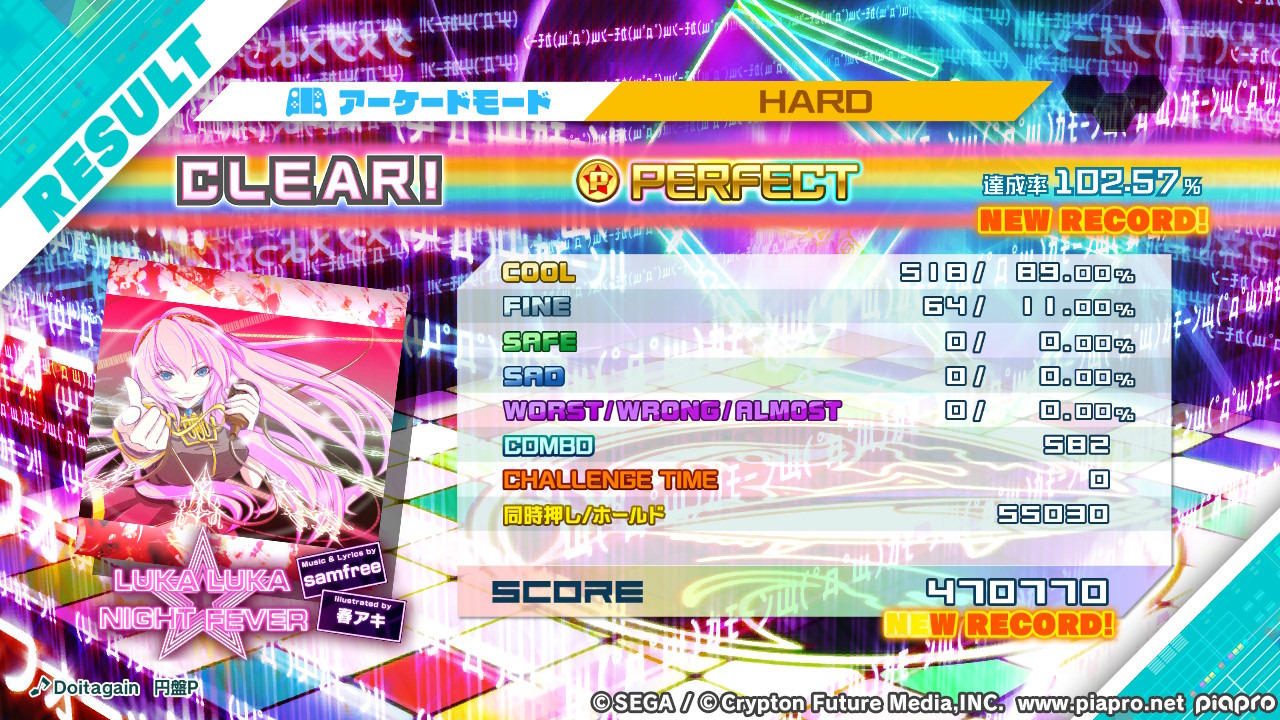 RESULT
アーケードモード
HARD
CLEAR!
PERFECT
達成率 102.57%
NEW RECORD!
COOL 518/ 89.00%
FINE 64/ 11.00%
SAFE 0/ 0.00%
SAD 0/ 0.00%
WORST/WRONG/ALMOST 0/ 0.00%
COMBO 582
CHALLENGE TIME 0
同時押し/ホールド 55030
SCORE 470770
NEW RECORD!
LUKA LUKA
NIGHT FEVER
Music & Lyrics by
samfree
Illustrated by
春アキ
♪Doitagain 円盤P
©SEGA / ©Crypton Future Media,INC. www.piapro.net piapro